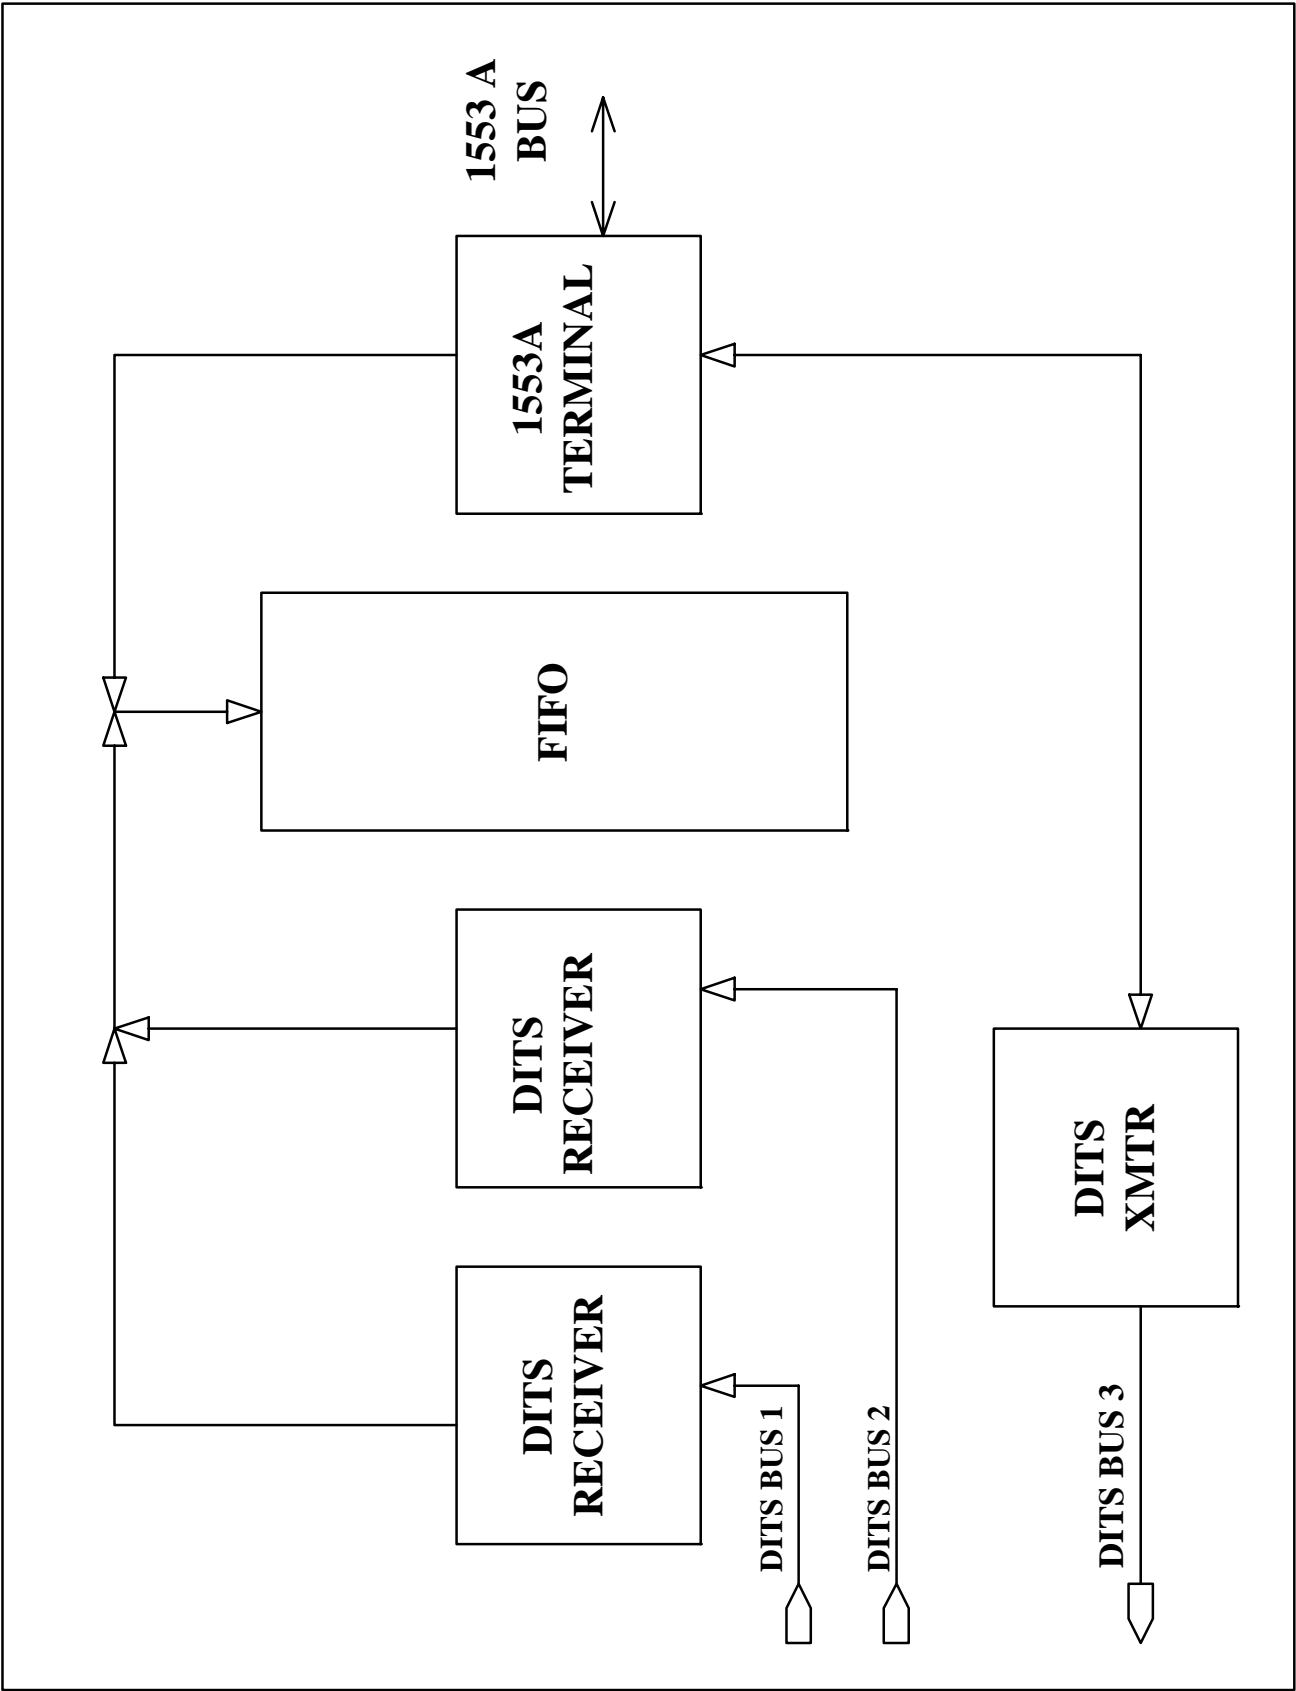 DITS
RECEIVER
DITS
RECEIVER
FIFO
1553A
TERMINAL
1553 A
BUS
DITS BUS 1
DITS BUS 2
DITS BUS 3
DITS
XMTR